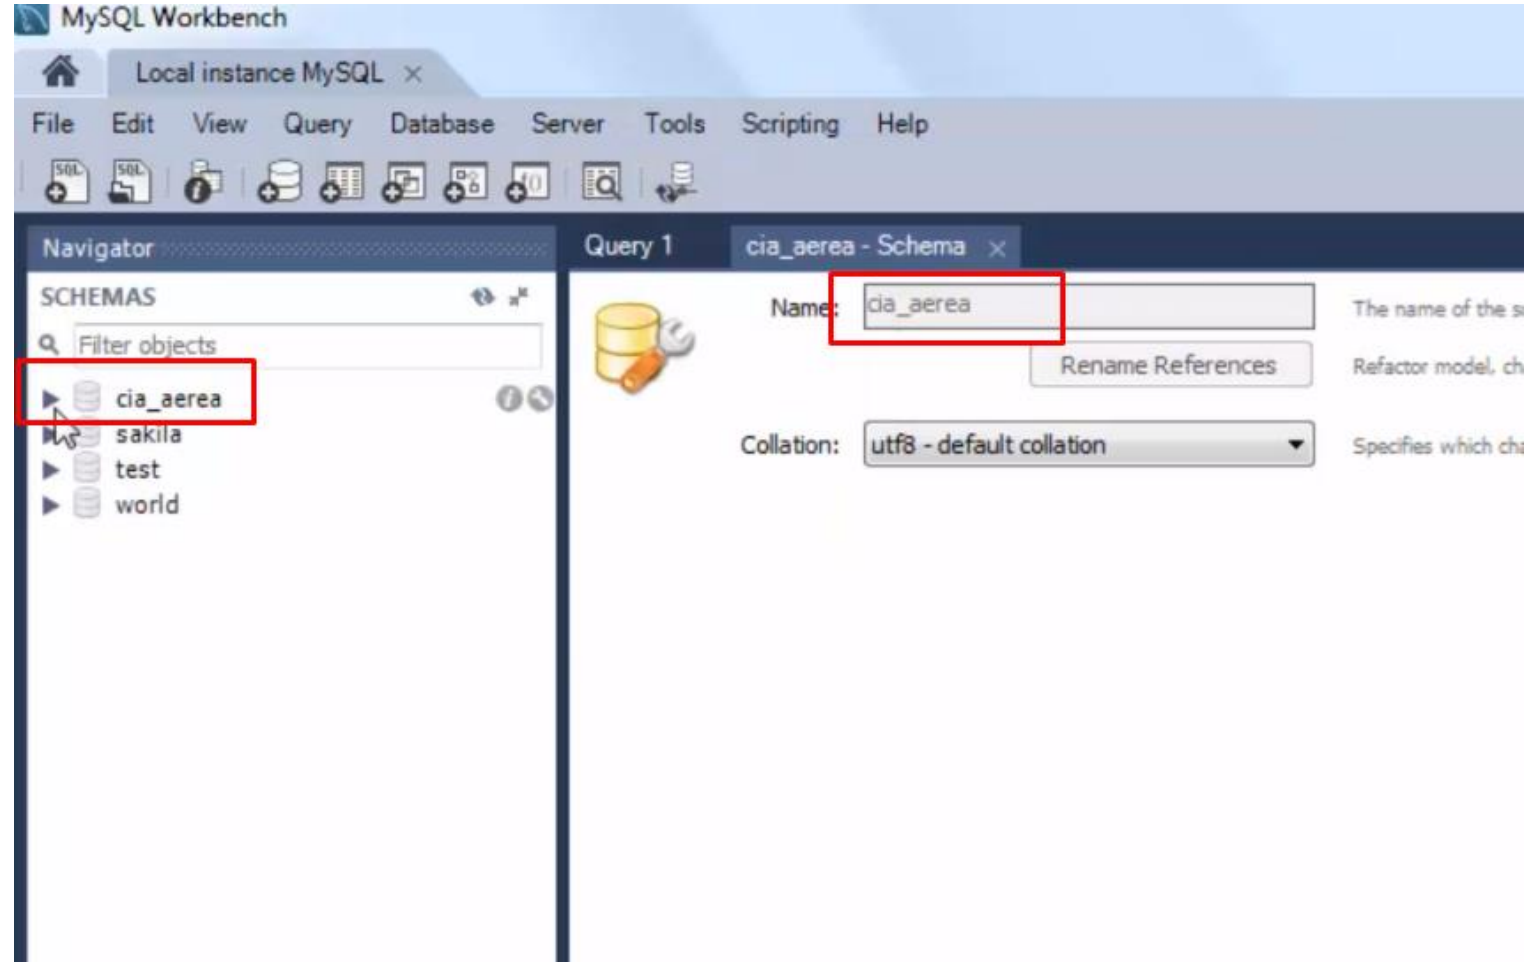 MySQL Workbench
Local instance MySQL
File Edit View Query Database Server Tools Scripting Help
Navigator
Query 1
cia_aerea - Schema
SCHEMAS
Filter objects
cia_aerea
sakila
test
world
Name: cia_aerea
The name of the
Rename References
Refactor model, 
Collation: utf8 - default collation
Specifies which